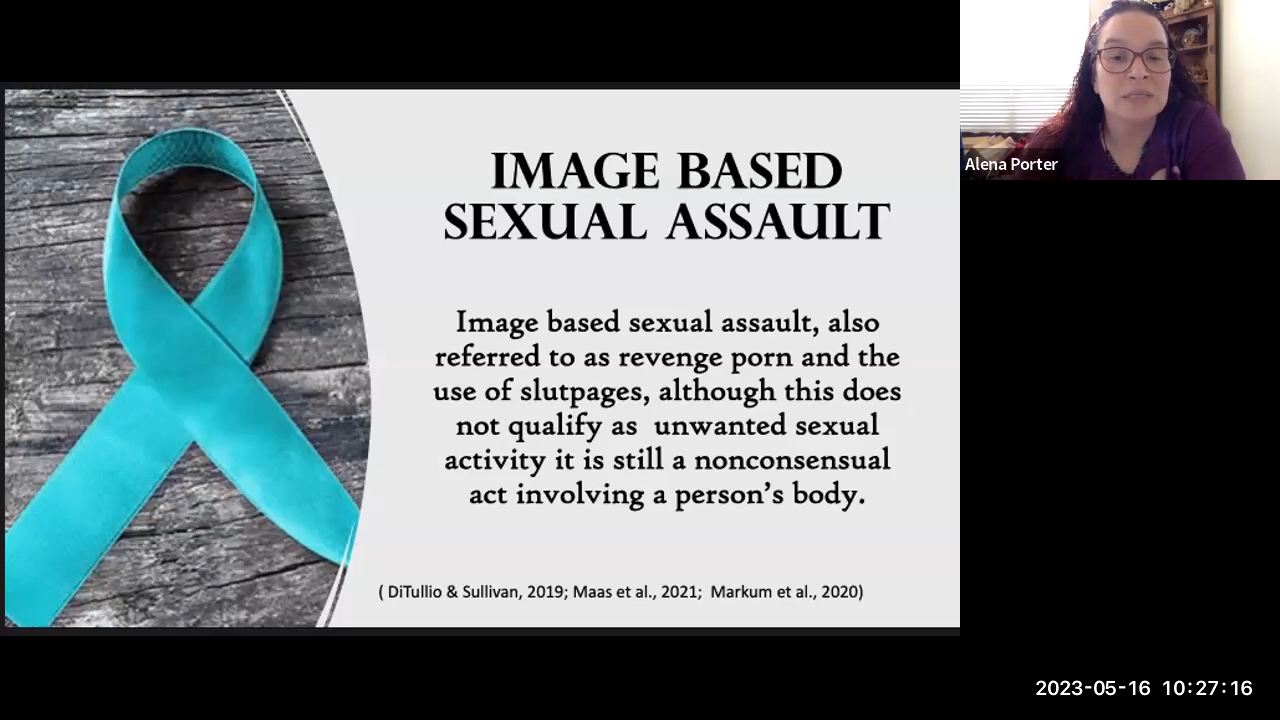 IMAGE BASED
SEXUAL ASSAULT
Image based sexual assault, also
referred to as revenge porn and the
use of slutpages, although this does
not qualify as  unwanted sexual
activity it is still a nonconsensual
act involving a person's body.
( DiTullio & Sullivan, 2019; Maas et al., 2021;  Markum et al., 2020)
Alena Porter
2023-05-16 10:27:16